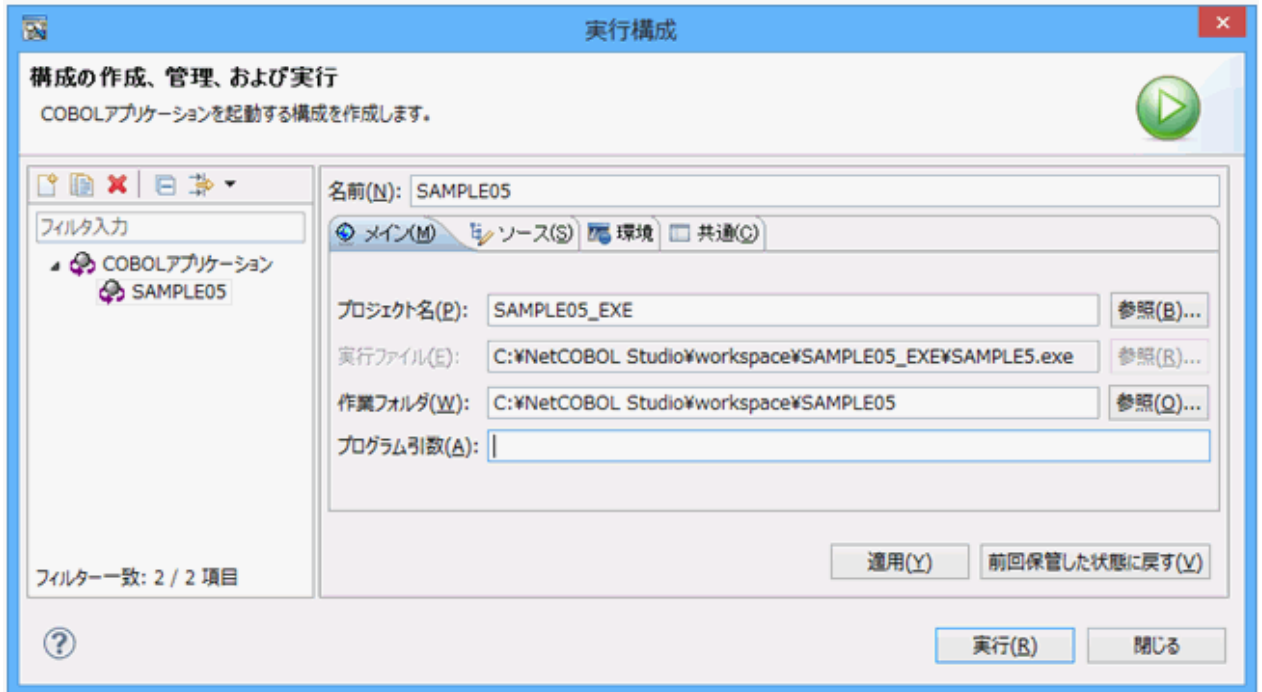 実行構成
構成の作成、管理、および実行
COBOLアプリケーションを起動する構成を作成します。
フィルタ入力
COBOLアプリケーション
SAMPLE05
フィルター一致: 2 / 2 項目
名前(N): SAMPLE05
メイン(M) ソース(S) 環境 共通(C)
プロジェクト名(P): SAMPLE05_EXE 参照(B)...
実行ファイル(E): C:¥NetCOBOL Studio¥workspace¥SAMPLE05_EXE¥SAMPLE5.exe 参照(R)...
作業フォルダ(W): C:¥NetCOBOL Studio¥workspace¥SAMPLE05 参照(O)...
プログラム引数(A):
適用(Y) 前回保管した状態に戻す(V)
実行(R) 閉じる